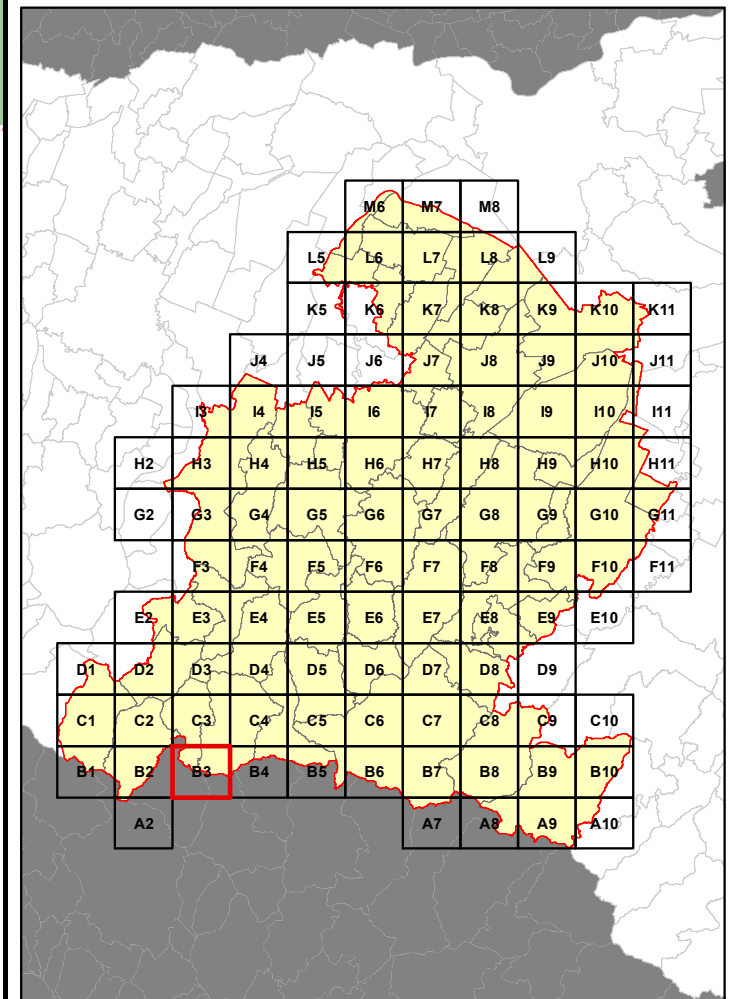 M6 M7 M8
L5 L6 L7 L8 L9
K5 K6 K7 K8 K9 K10 K11
J4 J5 J6 J7 J8 J9 J10 J11
I3 I4 I5 I6 I7 I8 I9 I10 I11
H2 H3 H4 H5 H6 H7 H8 H9 H10 H11
G2 G3 G4 G5 G6 G7 G8 G9 G10 G11
F3 F4 F5 F6 F7 F8 F9 F10 F11
E2 E3 E4 E5 E6 E7 E8 E9 E10
D1 D2 D3 D4 D5 D6 D7 D8 D9
C1 C2 C3 C4 C5 C6 C7 C8 C9 C10
B1 B2 B3 B4 B5 B6 B7 B8 B9 B10
A2 A7 A8 A9 A10